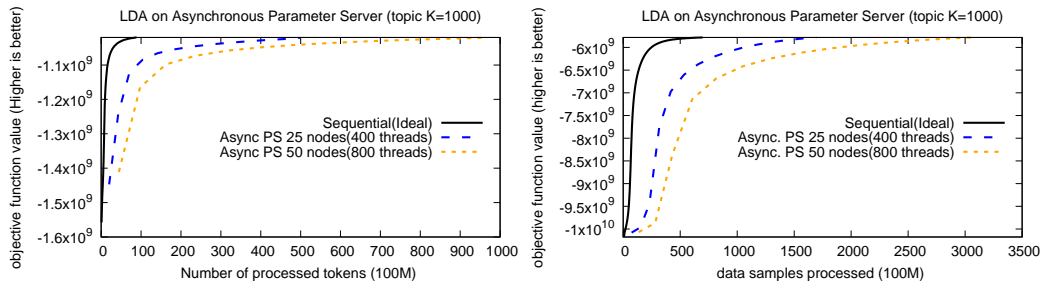 LDA on Asynchronous Parameter Server (topic K=1000)
objective function value (Higher is better)
-1.1x10^9
-1.2x10^9
-1.3x10^9
-1.4x10^9
-1.5x10^9
-1.6x10^9
Sequential(Ideal)
Async PS 25 nodes(400 threads)
Async PS 50 nodes(800 threads)
0 100 200 300 400 500 600 700 800 900 1000
Number of processed tokens (100M)
LDA on Asynchronous Parameter Server (topic K=1000)
objective function value (higher is better)
-6x10^9
-6.5x10^9
-7x10^9
-7.5x10^9
-8x10^9
-8.5x10^9
-9x10^9
-9.5x10^9
-1x10^10
Sequential(Ideal)
Async. PS 25 nodes(400 threads)
Async. PS 50 nodes(800 threads)
0 500 1000 1500 2000 2500 3000 3500
data samples processed (100M)